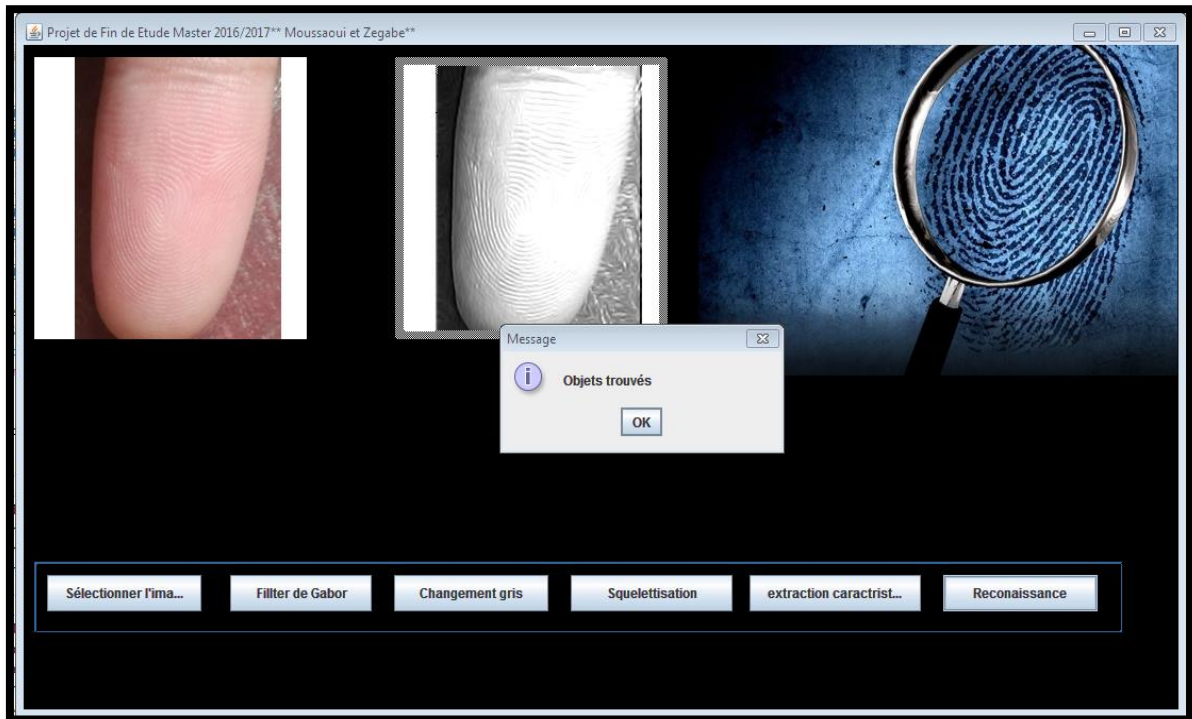 Projet de Fin de Etude Master 2016/2017** Moussaoui et Zegabe**
Message
Objets trouvés
OK
Sélectionner l'ima...
Fillter de Gabor
Changement gris
Squelettisation
extraction caractrist...
Reconaissance